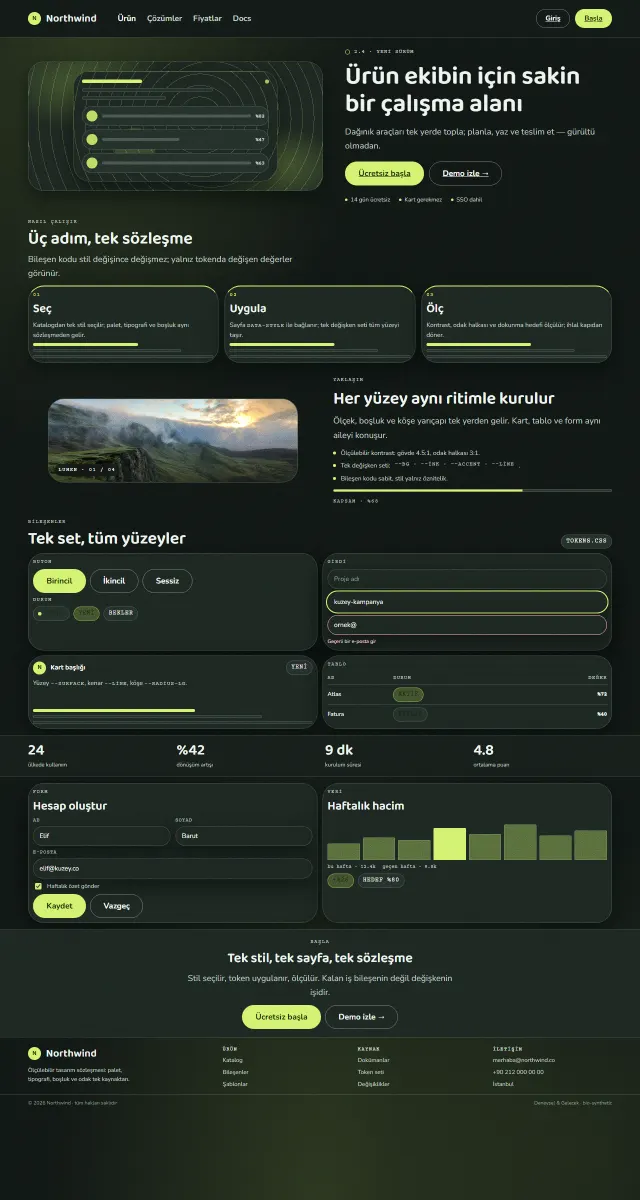 N Northwind Ürün Çözümler Fiyatlar Docs Giriş Başla
2.4 · YENİ SÜRÜM
Ürün ekibin için sakin
bir çalışma alanı
Dağınık araçları tek yerde topla; planla, yaz ve teslim et — gürültü
olmadan.
Ücretsiz başla Demo izle →
14 gün ücretsiz Kart gerekmez SSO dahil
NASIL ÇALIŞIR
Üç adım, tek sözleşme
Bileşen kodu stil değişince değişmez; yalnız tokenda değişen değerler
görünür.
01
Seç
Katalogdan tek stil seçilir; palet, tipografi ve boşluk aynı
sözleşmeden gelir.
02
Uygula
Sayfa DATA-STYLE ile bağlanır; tek değişken seti tüm yüzeyi
taşır.
03
Ölç
Kontrast, odak halkası ve dokunma hedefi ölçülür; ihlal kapıdan
döner.
LUMEN · 01 / 04
YAKLAŞIM
Her yüzey aynı ritimle kurulur
Ölçek, boşluk ve köşe yarıçapı tek yerden gelir. Kart, tablo ve form aynı
aileyi konuşur.
Ölçülebilir kontrast: gövde 4.5:1, odak halkası 3:1.
Tek değişken seti: --BG · --INK · --ACCENT · --LINE .
Bileşen kodu sabit, stil yalnız öznitelik.
KAPSAM · %68
BİLEŞENLER
Tek set, tüm yüzeyler
TOKENS.CSS
BUTON
Birincil İkincil Sessiz
DURUM
YENİ BEKLER
GİRDİ
Proje adı
kuzey-kampanya
ornek@
Geçerli bir e-posta gir
N Kart başlığı YENİ
Yüzey --SURFACE, kenar --LINE, köşe --RADIUS-LG.
TABLO
AD DURUM DEĞER
Atlas AKTİF %72
Fatura %40
24 %42 9 dk 4.8
ülkede kullanım dönüşüm artışı kurulum süresi ortalama puan
FORM
Hesap oluştur
AD SOYAD
Elif Barut
E-POSTA
elif@kuzey.co
Haftalık özet gönder
Kaydet Vazgeç
VERİ
Haftalık hacim
bu hafta · 12.4k geçen hafta · 9.8k
HEDEF %80
BAŞLA
Tek stil, tek sayfa, tek sözleşme
Stil seçilir, token uygulanır, ölçülür. Kalan iş bileşenin değil değişkenin
işidir.
Ücretsiz başla Demo izle →
N Northwind
Ölçülebilir tasarım sözleşmesi: palet,
tipografi, boşluk ve odak tek kaynaktan.
ÜRÜN
Katalog
Bileşenler
Şablonlar
KAYNAK
Dokümanlar
Token seti
Değişiklikler
İLETİŞİM
merhaba@northwind.co
+90 212 000 00 00
İstanbul
© 2026 Northwind · tüm hakları saklıdır